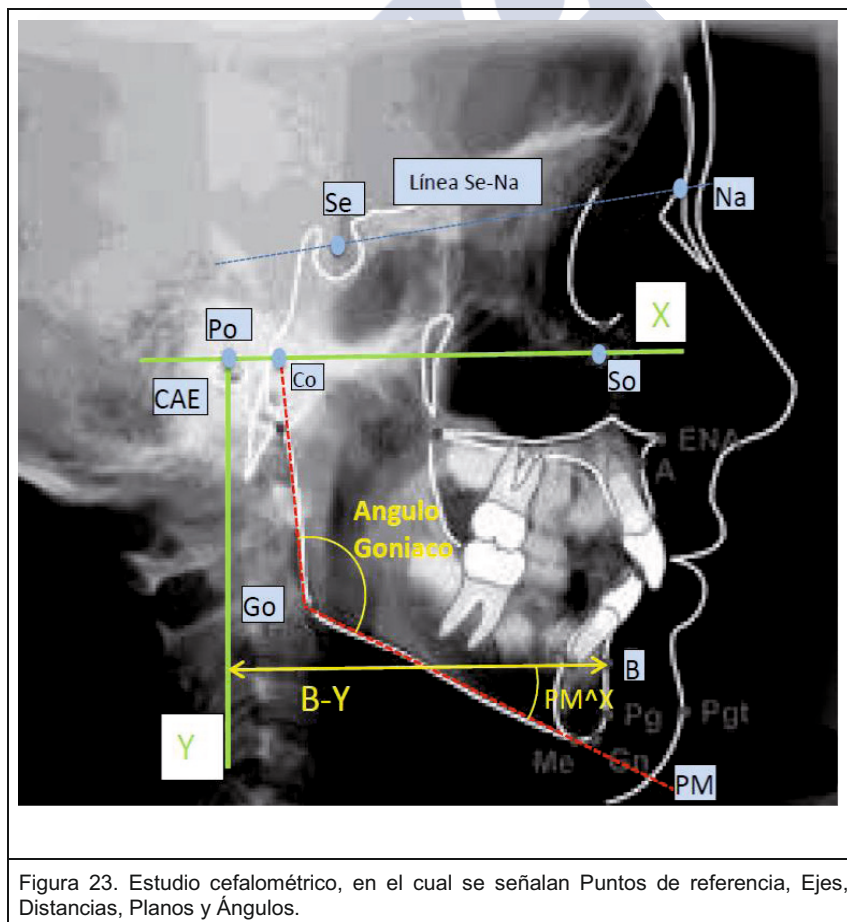 Línea Se-Na
Se
Na
X
Po
Co
So
CAE
ENA
A
Angulo
Goniaco
Go
B
B-Y
PM^X
Pg
Pgt
Y
Me
Gn
PM
Figura 23. Estudio cefalométrico, en el cual se señalan Puntos de referencia, Ejes,
Distancias, Planos y Ángulos.